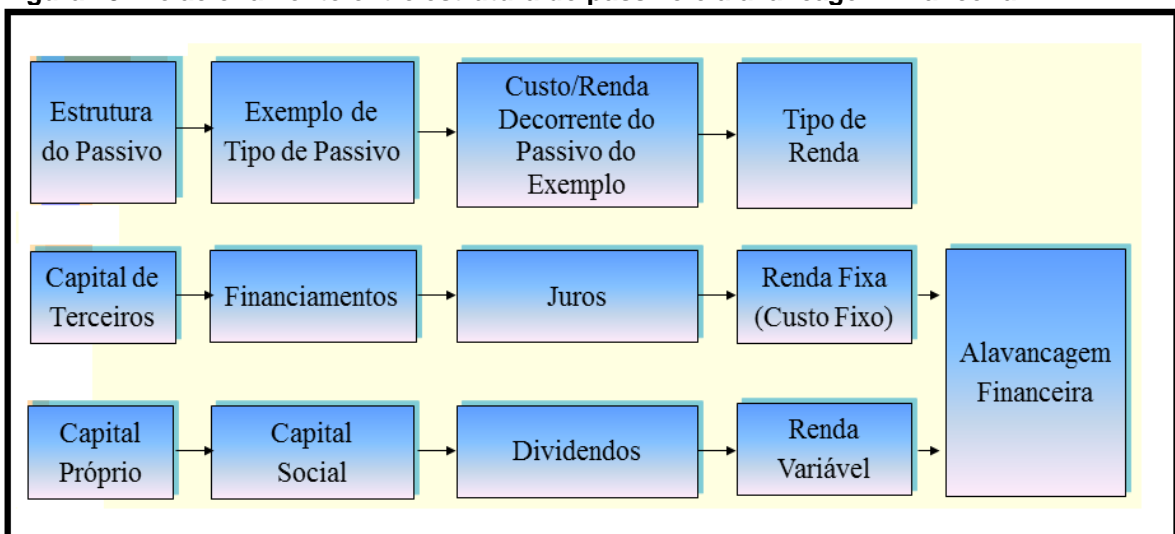 Estrutura
do Passivo
Exemplo de
Tipo de Passivo
Custo/Renda
Decorrente do
Passivo do
Exemplo
Tipo de
Renda
Capital de
Terceiros
Financiamentos
Juros
Renda Fixa
(Custo Fixo)
Alavancagem
Financeira
Capital
Próprio
Capital
Social
Dividendos
Renda
Variável